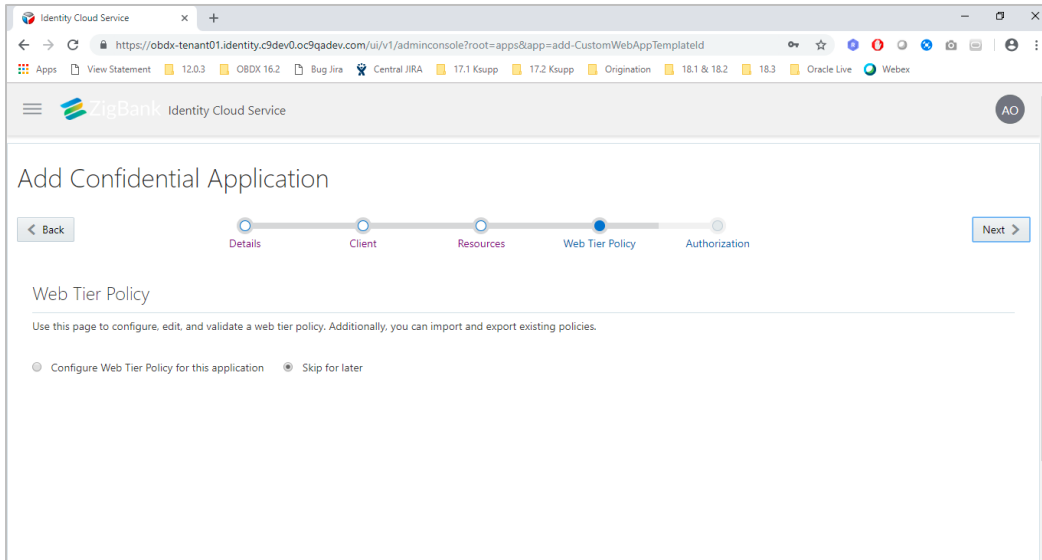 Identity Cloud Service
https://obdx-tenant01.identity.c9dev0.oc9qadev.com/ui/v1/adminconsole?root=apps&app=add-CustomWebAppTemplateId
Apps View Statement 12.0.3 OBDX 16.2 Bug Jira Central JIRA 17.1 Ksupp 17.2 Ksupp Origination 18.1 & 18.2 18.3 Oracle Live Webex
ZigBank Identity Cloud Service AO
Add Confidential Application
Back Next
Details Client Resources Web Tier Policy Authorization
Web Tier Policy
Use this page to configure, edit, and validate a web tier policy. Additionally, you can import and export existing policies.
Configure Web Tier Policy for this application Skip for later